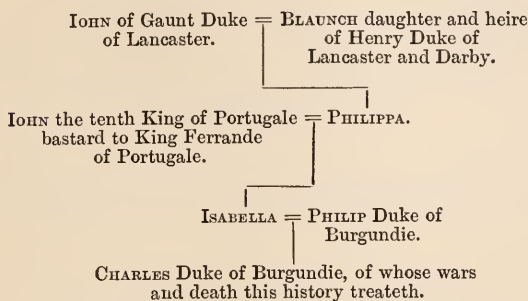 IOHN of Gaunt Duke = BLAUNCH daughter and heire
of Lancaster. of Henry Duke of
Lancaster and Darby.
IOHN the tenth King of Portugale = PHILIPPA.
bastard to King Ferrande
of Portugale.
ISABELLA = PHILIP Duke of
Burgundie.
CHARLES Duke of Burgundie, of whose wars
and death this history treateth.